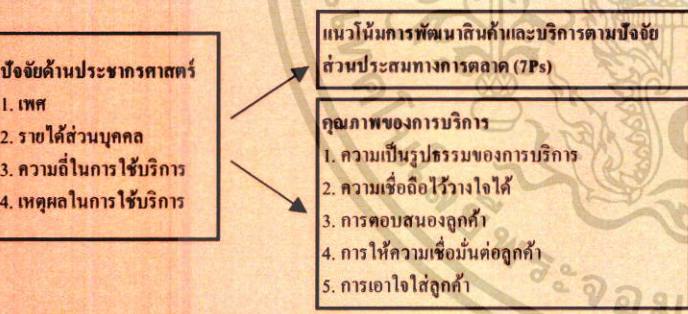 ปัจจัยด้านประชากรศาสตร์
1. เพศ
2. รายได้ส่วนบุคคล
3. ความถี่ในการใช้บริการ
4. เหตุผลในการใช้บริการ
แนวโน้มการพัฒนาสินค้าและบริการตามปัจจัย
ส่วนประสมทางการตลาด (7Ps)
คุณภาพของการบริการ
1. ความเป็นรูปธรรมของการบริการ
2. ความเชื่อถือไว้วางใจได้
3. การตอบสนองลูกค้า
4. การให้ความเชื่อมั่นต่อลูกค้า
5. การเอาใจใส่ลูกค้า